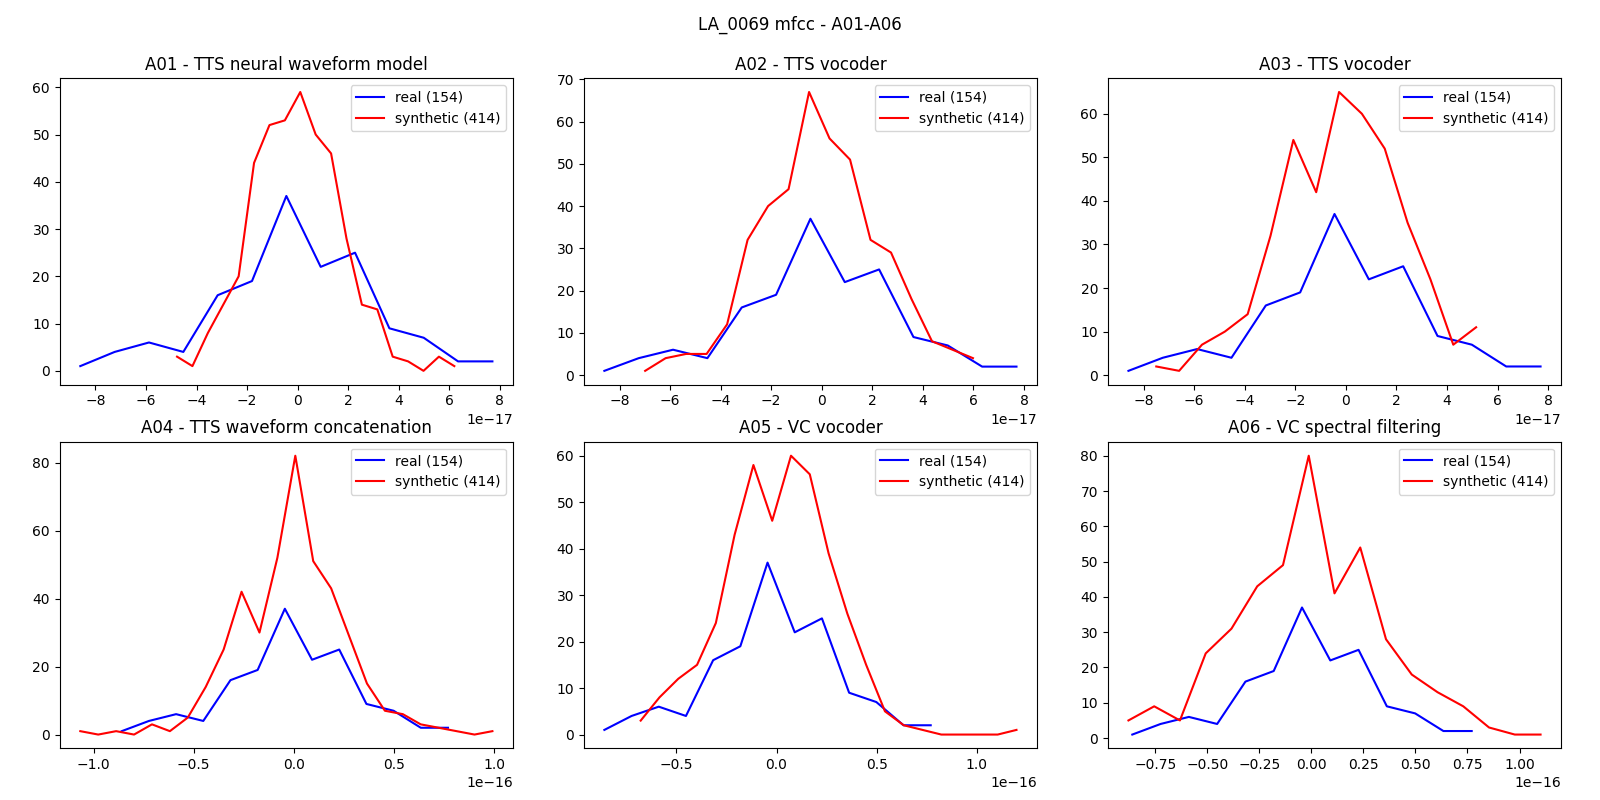 LA_0069 mfcc - A01-A06
A01 - TTS neural waveform model
real (154)
synthetic (414)
60
50
40
30
20
10
0
−8 −6 −4 −2 0 2 4 6 8
1e−17
A02 - TTS vocoder
real (154)
synthetic (414)
70
60
50
40
30
20
10
0
−8 −6 −4 −2 0 2 4 6 8
1e−17
A03 - TTS vocoder
real (154)
synthetic (414)
60
50
40
30
20
10
0
−8 −6 −4 −2 0 2 4 6 8
1e−17
A04 - TTS waveform concatenation
real (154)
synthetic (414)
80
60
40
20
0
−1.0 −0.5 0.0 0.5 1.0
1e−16
A05 - VC vocoder
real (154)
synthetic (414)
60
50
40
30
20
10
0
−0.5 0.0 0.5 1.0
1e−16
A06 - VC spectral filtering
real (154)
synthetic (414)
80
70
60
50
40
30
20
10
0
−0.75 −0.50 −0.25 0.00 0.25 0.50 0.75 1.00
1e−16